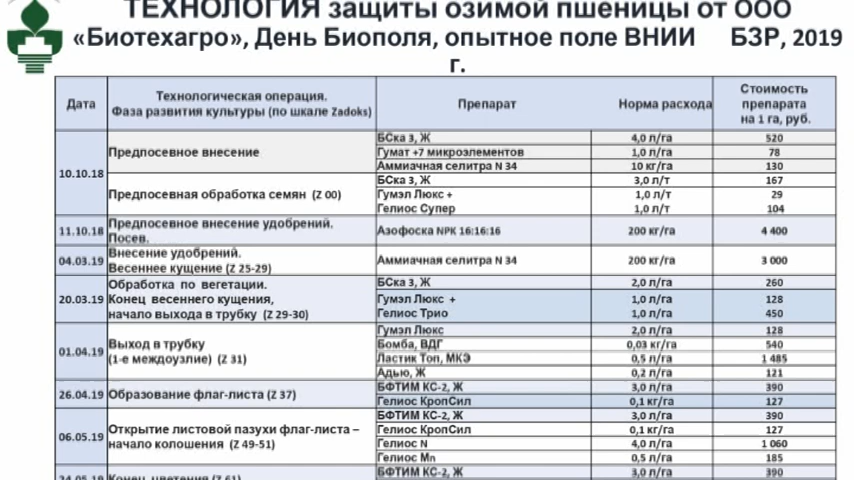 ТЕХНОЛОГИЯ защиты озимой пшеницы от ООО
«Биотехагро», День Биополя, опытное поле ВНИИ БЗР, 2019
г.
Дата Технологическая операция. Фаза развития культуры (по шкале Zadoks) Препарат Норма расхода Стоимость препарата на 1 га, руб.
10.10.18 Предпосевное внесение БСка 3, Ж 4,0 л/га 520
Гумат +7 микроэлементов 1,0 л/га 78
Аммиачная селитра N 34 10 кг/га 130
Предпосевная обработка семян (Z 00) БСка 3, Ж 3,0 л/т 167
Гумэл Люкс + 1,0 л/т 29
Гелиос Супер 1,0 л/т 104
11.10.18 Предпосевное внесение удобрений. Посев. Азофоска NPK 16:16:16 200 кг/га 4 400
04.03.19 Внесение удобрений. Весеннее кущение (Z 25-29) Аммиачная селитра N 34 200 кг/га 3 000
20.03.19 Обработка по вегетации. Конец весеннего кущения, начало выхода в трубку (Z 29-30) БСка 3, Ж 2,0 л/га 260
Гумэл Люкс + 1,0 л/га 128
Гелиос Трио 1,0 л/га 450
01.04.19 Выход в трубку (1-е междоузлие) (Z 31) Гумэл Люкс 2,0 л/га 128
Бомба, ВДГ 0,03 кг/га 540
Ластик Топ, МКЭ 0,5 л/га 1 485
Адью, Ж 0,2 л/га 121
26.04.19 Образование флаг-листа (Z 37) БФТИМ КС-2, Ж 3,0 л/га 390
Гелиос КропСил 0,1 кг/га 127
06.05.19 Открытие листовой пазухи флаг-листа – начало колошения (Z 49-51) БФТИМ КС-2, Ж 3,0 л/га 390
Гелиос КропСил 0,1 кг/га 127
Гелиос N 4,0 л/га 1 060
Гелиос Mn 0,5 л/га 185
24.05.19 Конец цветения (Z 61) БФТИМ КС-2, Ж 3,0 л/га 390